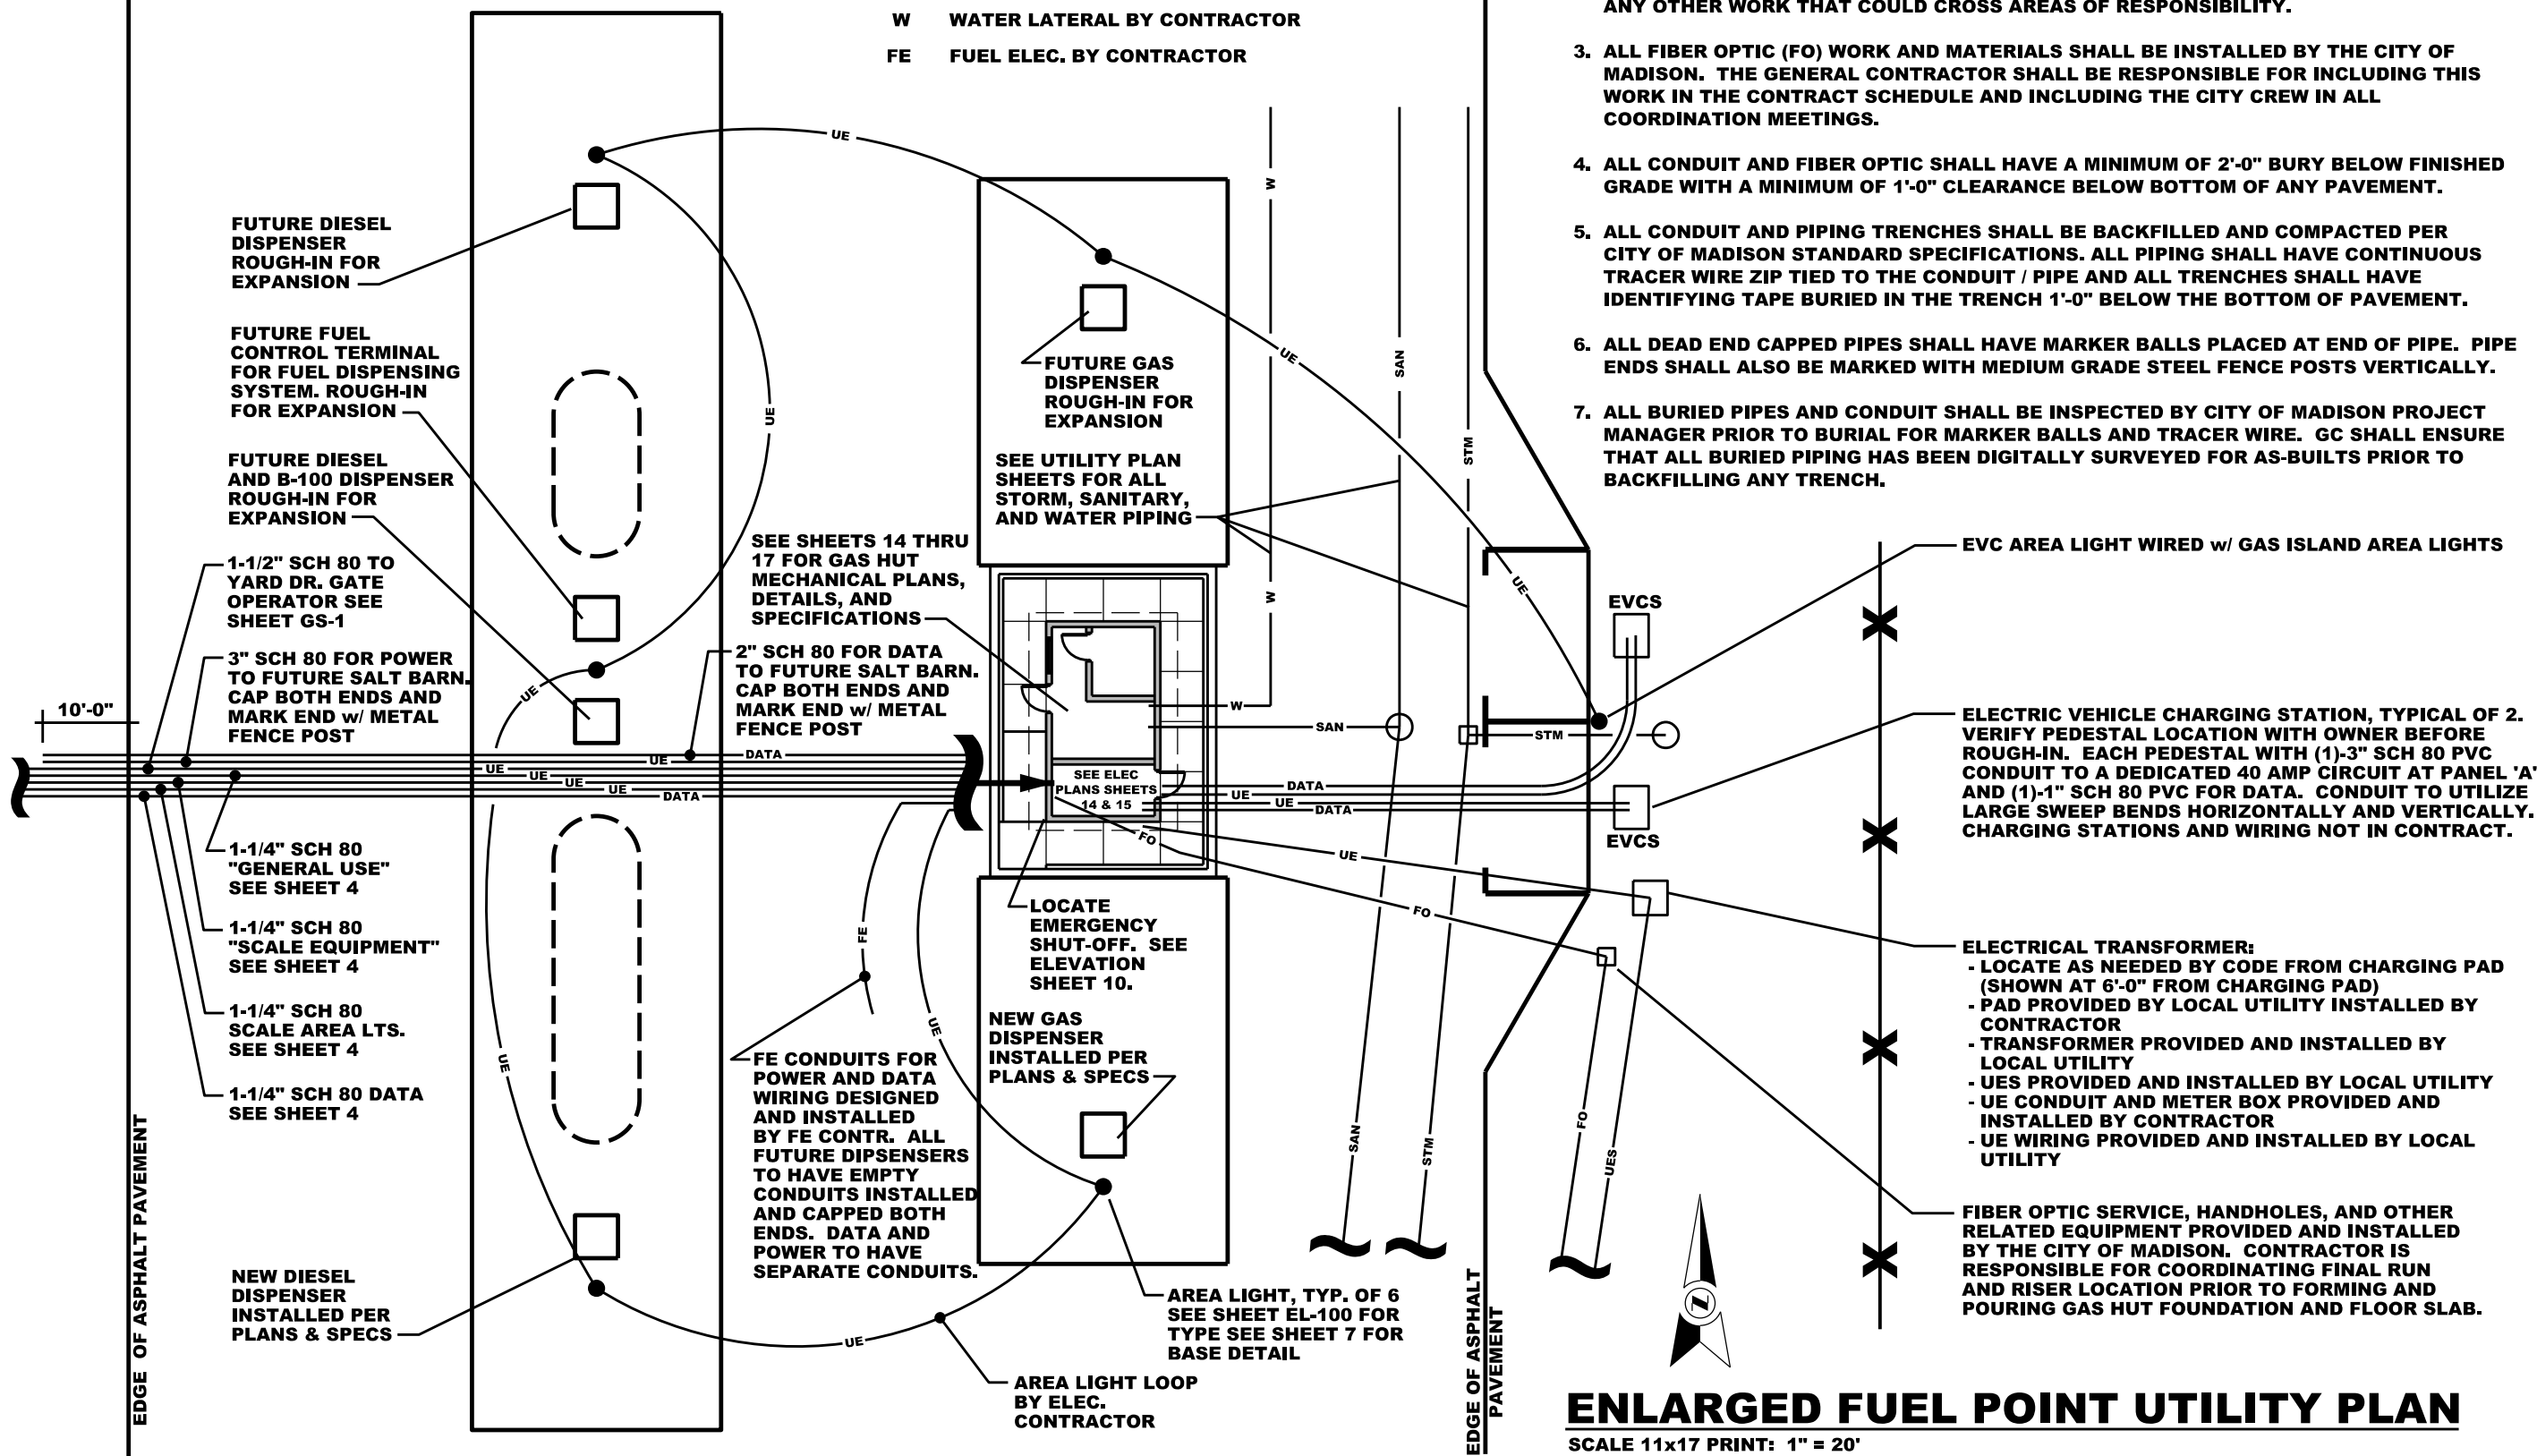 W WATER LATERAL BY CONTRACTOR
FE FUEL ELEC. BY CONTRACTOR
ANY OTHER WORK THAT COULD CROSS AREAS OF RESPONSIBILITY.
3. ALL FIBER OPTIC (FO) WORK AND MATERIALS SHALL BE INSTALLED BY THE CITY OF
MADISON. THE GENERAL CONTRACTOR SHALL BE RESPONSIBLE FOR INCLUDING THIS
WORK IN THE CONTRACT SCHEDULE AND INCLUDING THE CITY CREW IN ALL
COORDINATION MEETINGS.
4. ALL CONDUIT AND FIBER OPTIC SHALL HAVE A MINIMUM OF 2'-0" BURY BELOW FINISHED
GRADE WITH A MINIMUM OF 1'-0" CLEARANCE BELOW BOTTOM OF ANY PAVEMENT.
5. ALL CONDUIT AND PIPING TRENCHES SHALL BE BACKFILLED AND COMPACTED PER
CITY OF MADISON STANDARD SPECIFICATIONS. ALL PIPING SHALL HAVE CONTINUOUS
TRACER WIRE ZIP TIED TO THE CONDUIT / PIPE AND ALL TRENCHES SHALL HAVE
IDENTIFYING TAPE BURIED IN THE TRENCH 1'-0" BELOW THE BOTTOM OF PAVEMENT.
6. ALL DEAD END CAPPED PIPES SHALL HAVE MARKER BALLS PLACED AT END OF PIPE. PIPE
ENDS SHALL ALSO BE MARKED WITH MEDIUM GRADE STEEL FENCE POSTS VERTICALLY.
7. ALL BURIED PIPES AND CONDUIT SHALL BE INSPECTED BY CITY OF MADISON PROJECT
MANAGER PRIOR TO BURIAL FOR MARKER BALLS AND TRACER WIRE. GC SHALL ENSURE
THAT ALL BURIED PIPING HAS BEEN DIGITALLY SURVEYED FOR AS-BUILTS PRIOR TO
BACKFILLING ANY TRENCH.
FUTURE DIESEL
DISPENSER
ROUGH-IN FOR
EXPANSION
FUTURE FUEL
CONTROL TERMINAL
FOR FUEL DISPENSING
SYSTEM. ROUGH-IN
FOR EXPANSION
FUTURE DIESEL
AND B-100 DISPENSER
ROUGH-IN FOR
EXPANSION
1-1/2" SCH 80 TO
YARD DR. GATE
OPERATOR SEE
SHEET GS-1
3" SCH 80 FOR POWER
TO FUTURE SALT BARN.
CAP BOTH ENDS AND
MARK END w/ METAL
FENCE POST
10'-0"
1-1/4" SCH 80
"GENERAL USE"
SEE SHEET 4
1-1/4" SCH 80
"SCALE EQUIPMENT"
SEE SHEET 4
1-1/4" SCH 80
SCALE AREA LTS.
SEE SHEET 4
1-1/4" SCH 80 DATA
SEE SHEET 4
EDGE OF ASPHALT PAVEMENT
NEW DIESEL
DISPENSER
INSTALLED PER
PLANS & SPECS
UE
UE
UE
UE
UE
UE
UE
UE
UE
UE
UE
DATA
DATA
UE
UE
UE
FUTURE GAS
DISPENSER
ROUGH-IN FOR
EXPANSION
SEE UTILITY PLAN
SHEETS FOR ALL
STORM, SANITARY,
AND WATER PIPING
SEE SHEETS 14 THRU
17 FOR GAS HUT
MECHANICAL PLANS,
DETAILS, AND
SPECIFICATIONS
2" SCH 80 FOR DATA
TO FUTURE SALT BARN.
CAP BOTH ENDS AND
MARK END w/ METAL
FENCE POST
SEE ELEC
PLANS SHEETS
14 & 15
LOCATE
EMERGENCY
SHUT-OFF. SEE
ELEVATION
SHEET 10.
NEW GAS
DISPENSER
INSTALLED PER
PLANS & SPECS
FE
FE CONDUITS FOR
POWER AND DATA
WIRING DESIGNED
AND INSTALLED
BY FE CONTR. ALL
FUTURE DIPSENSERS
TO HAVE EMPTY
CONDUITS INSTALLED
AND CAPPED BOTH
ENDS. DATA AND
POWER TO HAVE
SEPARATE CONDUITS.
AREA LIGHT, TYP. OF 6
SEE SHEET EL-100 FOR
TYPE SEE SHEET 7 FOR
BASE DETAIL
AREA LIGHT LOOP
BY ELEC.
CONTRACTOR
W
W
W
SAN
SAN
SAN
STM
STM
STM
DATA
UE
UE
DATA
FO
FO
FO
UES
EVCS
EVCS
EDGE OF ASPHALT
PAVEMENT
EVC AREA LIGHT WIRED w/ GAS ISLAND AREA LIGHTS
ELECTRIC VEHICLE CHARGING STATION, TYPICAL OF 2.
VERIFY PEDESTAL LOCATION WITH OWNER BEFORE
ROUGH-IN. EACH PEDESTAL WITH (1)-3" SCH 80 PVC
CONDUIT TO A DEDICATED 40 AMP CIRCUIT AT PANEL 'A'
AND (1)-1" SCH 80 PVC FOR DATA. CONDUIT TO UTILIZE
LARGE SWEEP BENDS HORIZONTALLY AND VERTICALLY.
CHARGING STATIONS AND WIRING NOT IN CONTRACT.
ELECTRICAL TRANSFORMER:
- LOCATE AS NEEDED BY CODE FROM CHARGING PAD
(SHOWN AT 6'-0" FROM CHARGING PAD)
- PAD PROVIDED BY LOCAL UTILITY INSTALLED BY
CONTRACTOR
- TRANSFORMER PROVIDED AND INSTALLED BY
LOCAL UTILITY
- UES PROVIDED AND INSTALLED BY LOCAL UTILITY
- UE CONDUIT AND METER BOX PROVIDED AND
INSTALLED BY CONTRACTOR
- UE WIRING PROVIDED AND INSTALLED BY LOCAL
UTILITY
FIBER OPTIC SERVICE, HANDHOLES, AND OTHER
RELATED EQUIPMENT PROVIDED AND INSTALLED
BY THE CITY OF MADISON. CONTRACTOR IS
RESPONSIBLE FOR COORDINATING FINAL RUN
AND RISER LOCATION PRIOR TO FORMING AND
POURING GAS HUT FOUNDATION AND FLOOR SLAB.
N
ENLARGED FUEL POINT UTILITY PLAN
SCALE 11x17 PRINT: 1" = 20'